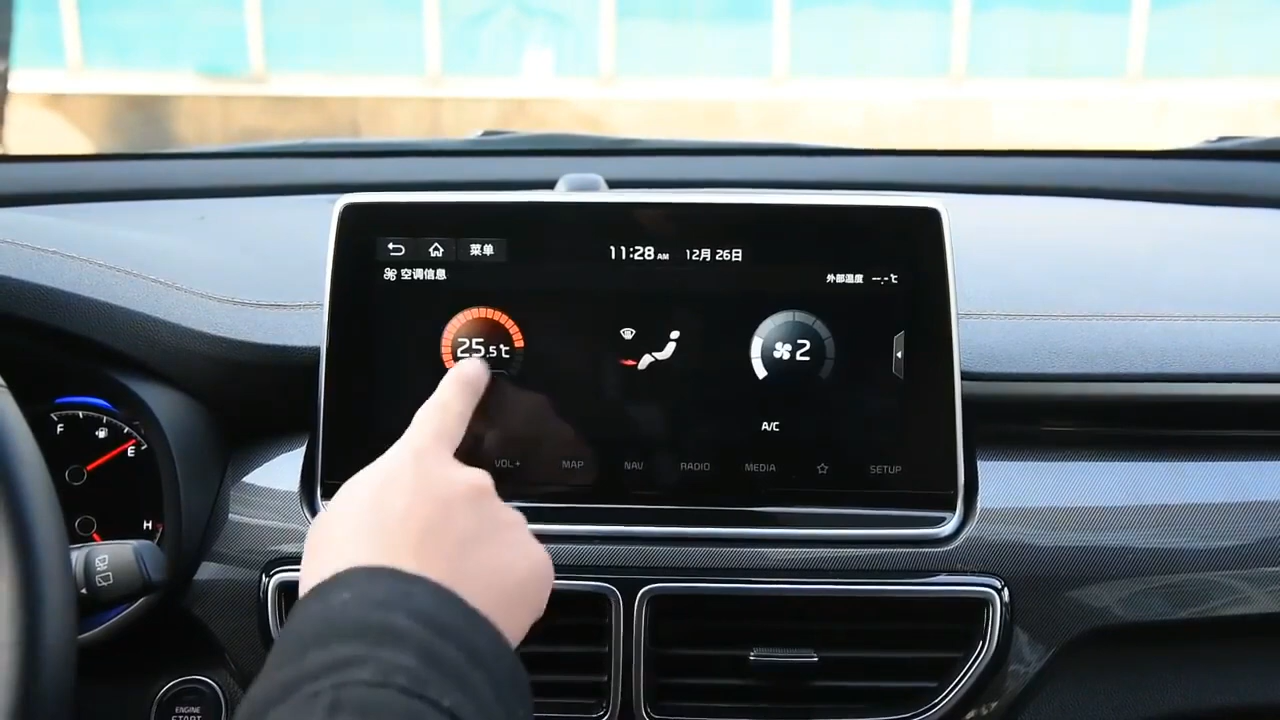 菜单 11:28 AM 12月 26日
空调信息 外部温度 --.-℃
25.5℃ 2
A/C
VOL+ MAP NAV RADIO MEDIA SETUP
F
E
H
ENGINE
START